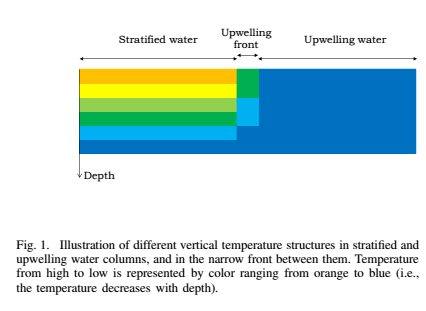 Stratified water
Upwelling
front
Upwelling water
Depth
Fig. 1. Illustration of different vertical temperature structures in stratified and
upwelling water columns, and in the narrow front between them. Temperature
from high to low is represented by color ranging from orange to blue (i.e.,
the temperature decreases with depth).